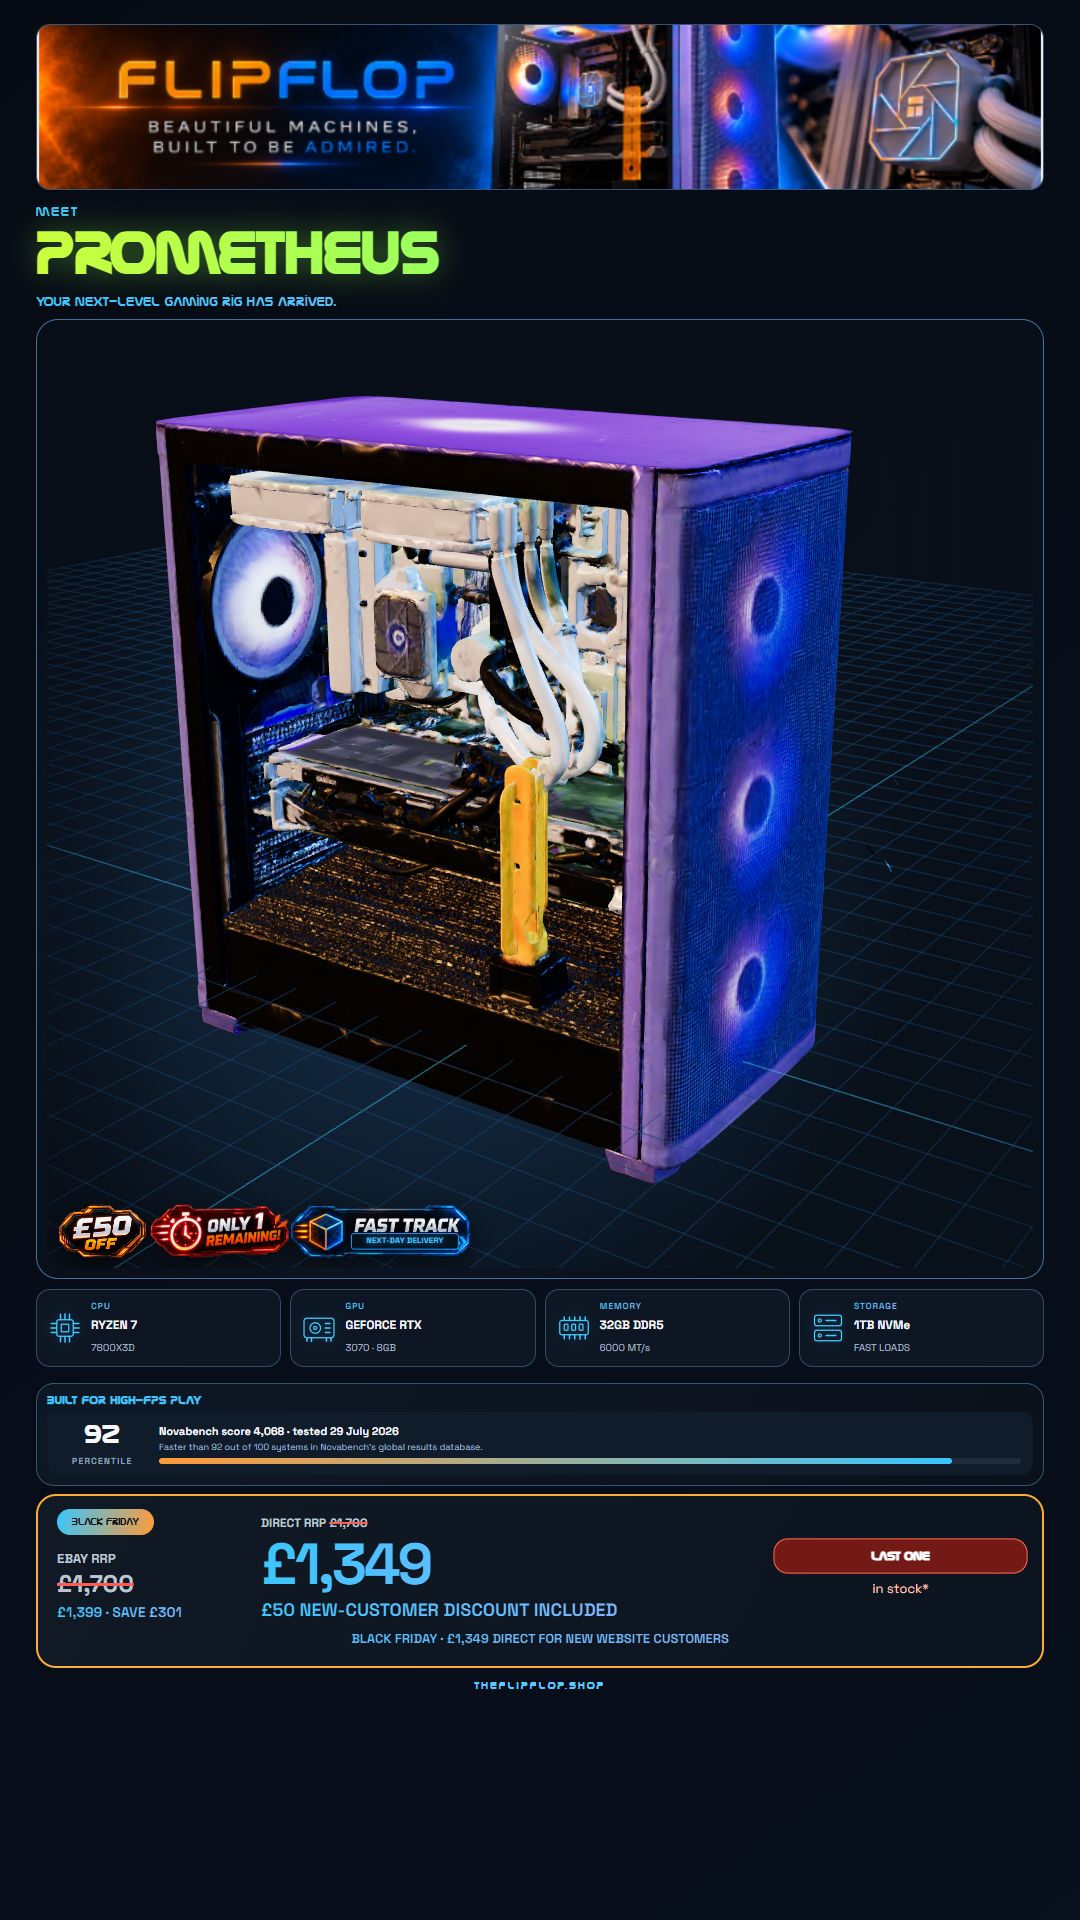 FLIPFLOP
BEAUTIFUL MACHINES,
BUILT TO BE ADMIRED.
MEET
PROMETHEUS
YOUR NEXT-LEVEL GAMING RIG HAS ARRIVED.
£50
OFF
ONLY 1
REMAINING!
FAST TRACK
NEXT-DAY DELIVERY
CPU
RYZEN 7
7800X3D
GPU
GEFORCE RTX
3070 · 8GB
MEMORY
32GB DDR5
6000 MT/s
STORAGE
1TB NVMe
FAST LOADS
BUILT FOR HIGH-FPS PLAY
92
PERCENTILE
Novabench score 4,068 · tested 29 July 2026
Faster than 92 out of 100 systems in Novabench's global results database.
BLACK FRIDAY
EBAY RRP
£1,700
£1,399 · SAVE £301
DIRECT RRP £1,700
£1,349
£50 NEW-CUSTOMER DISCOUNT INCLUDED
LAST ONE
in stock*
BLACK FRIDAY · £1,349 DIRECT FOR NEW WEBSITE CUSTOMERS
THEFLIPFLOP.SHOP